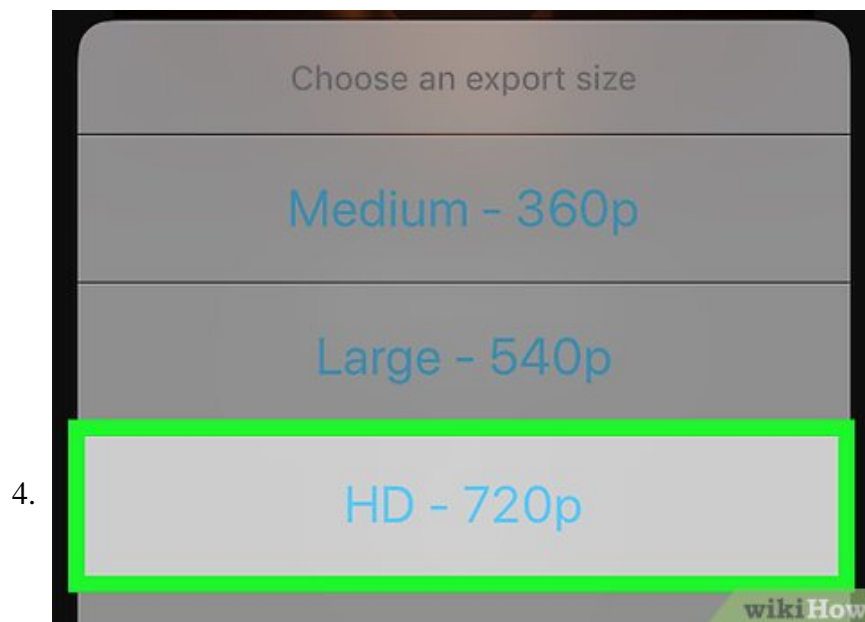 Choose an export size
Medium - 360p
Large - 540p
4.
HD - 720p
wikiHow